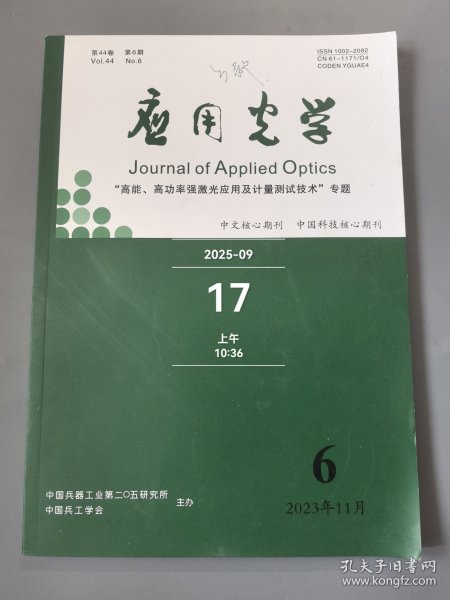 第44卷 第6期
Vol.44 No.6
ISSN 1002-2082
CN 61-1171/O4
CODEN YGUAE4
应用光学
Journal of Applied Optics
“高能、高功率强激光应用及计量测试技术”专题
中文核心期刊 中国科技核心期刊
2025-09
17
上午
10:36
6
2023年11月
中国兵器工业第二〇五研究所
中国兵工学会
主办
孔夫子旧书网
www.kongfz.com